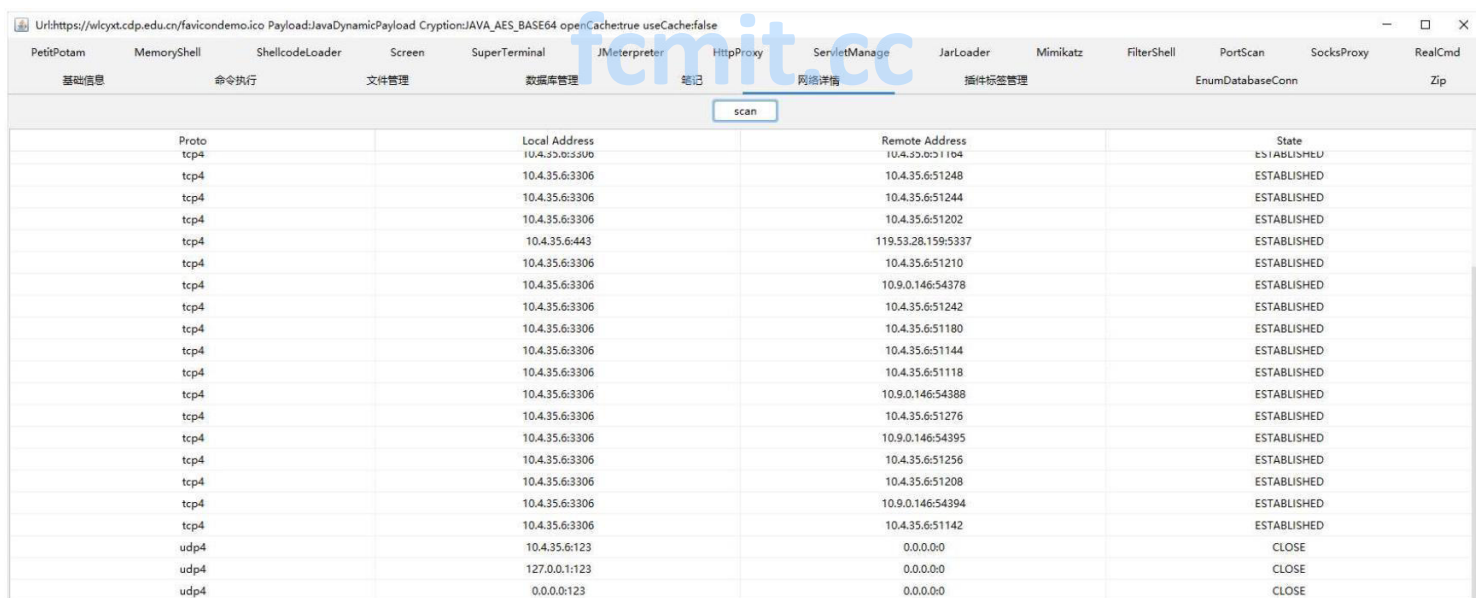 Url:https://wlcyxt.cdp.edu.cn/favicondemo.ico Payload:JavaDynamicPayload Cryption:JAVA_AES_BASE64 openCache:true useCache:false
fcmit.cc
PetitPotam MemoryShell ShellcodeLoader Screen SuperTerminal JMeterpreter HttpProxy ServletManage JarLoader Mimikatz FilterShell PortScan SocksProxy RealCmd
基础信息 命令执行 文件管理 数据库管理 笔记 网络详情 插件标签管理 EnumDatabaseConn Zip
scan
Proto Local Address Remote Address State
tcp4 10.4.35.6:3306 10.4.35.6:51164 ESTABLISHED
tcp4 10.4.35.6:3306 10.4.35.6:51248 ESTABLISHED
tcp4 10.4.35.6:3306 10.4.35.6:51244 ESTABLISHED
tcp4 10.4.35.6:3306 10.4.35.6:51202 ESTABLISHED
tcp4 10.4.35.6:443 119.53.28.159:5337 ESTABLISHED
tcp4 10.4.35.6:3306 10.4.35.6:51210 ESTABLISHED
tcp4 10.4.35.6:3306 10.9.0.146:54378 ESTABLISHED
tcp4 10.4.35.6:3306 10.4.35.6:51242 ESTABLISHED
tcp4 10.4.35.6:3306 10.4.35.6:51180 ESTABLISHED
tcp4 10.4.35.6:3306 10.4.35.6:51144 ESTABLISHED
tcp4 10.4.35.6:3306 10.4.35.6:51118 ESTABLISHED
tcp4 10.4.35.6:3306 10.9.0.146:54388 ESTABLISHED
tcp4 10.4.35.6:3306 10.4.35.6:51276 ESTABLISHED
tcp4 10.4.35.6:3306 10.9.0.146:54395 ESTABLISHED
tcp4 10.4.35.6:3306 10.4.35.6:51256 ESTABLISHED
tcp4 10.4.35.6:3306 10.4.35.6:51208 ESTABLISHED
tcp4 10.4.35.6:3306 10.9.0.146:54394 ESTABLISHED
tcp4 10.4.35.6:3306 10.4.35.6:51142 ESTABLISHED
udp4 10.4.35.6:123 0.0.0.0:0 CLOSE
udp4 127.0.0.1:123 0.0.0.0:0 CLOSE
udp4 0.0.0.0:123 0.0.0.0:0 CLOSE